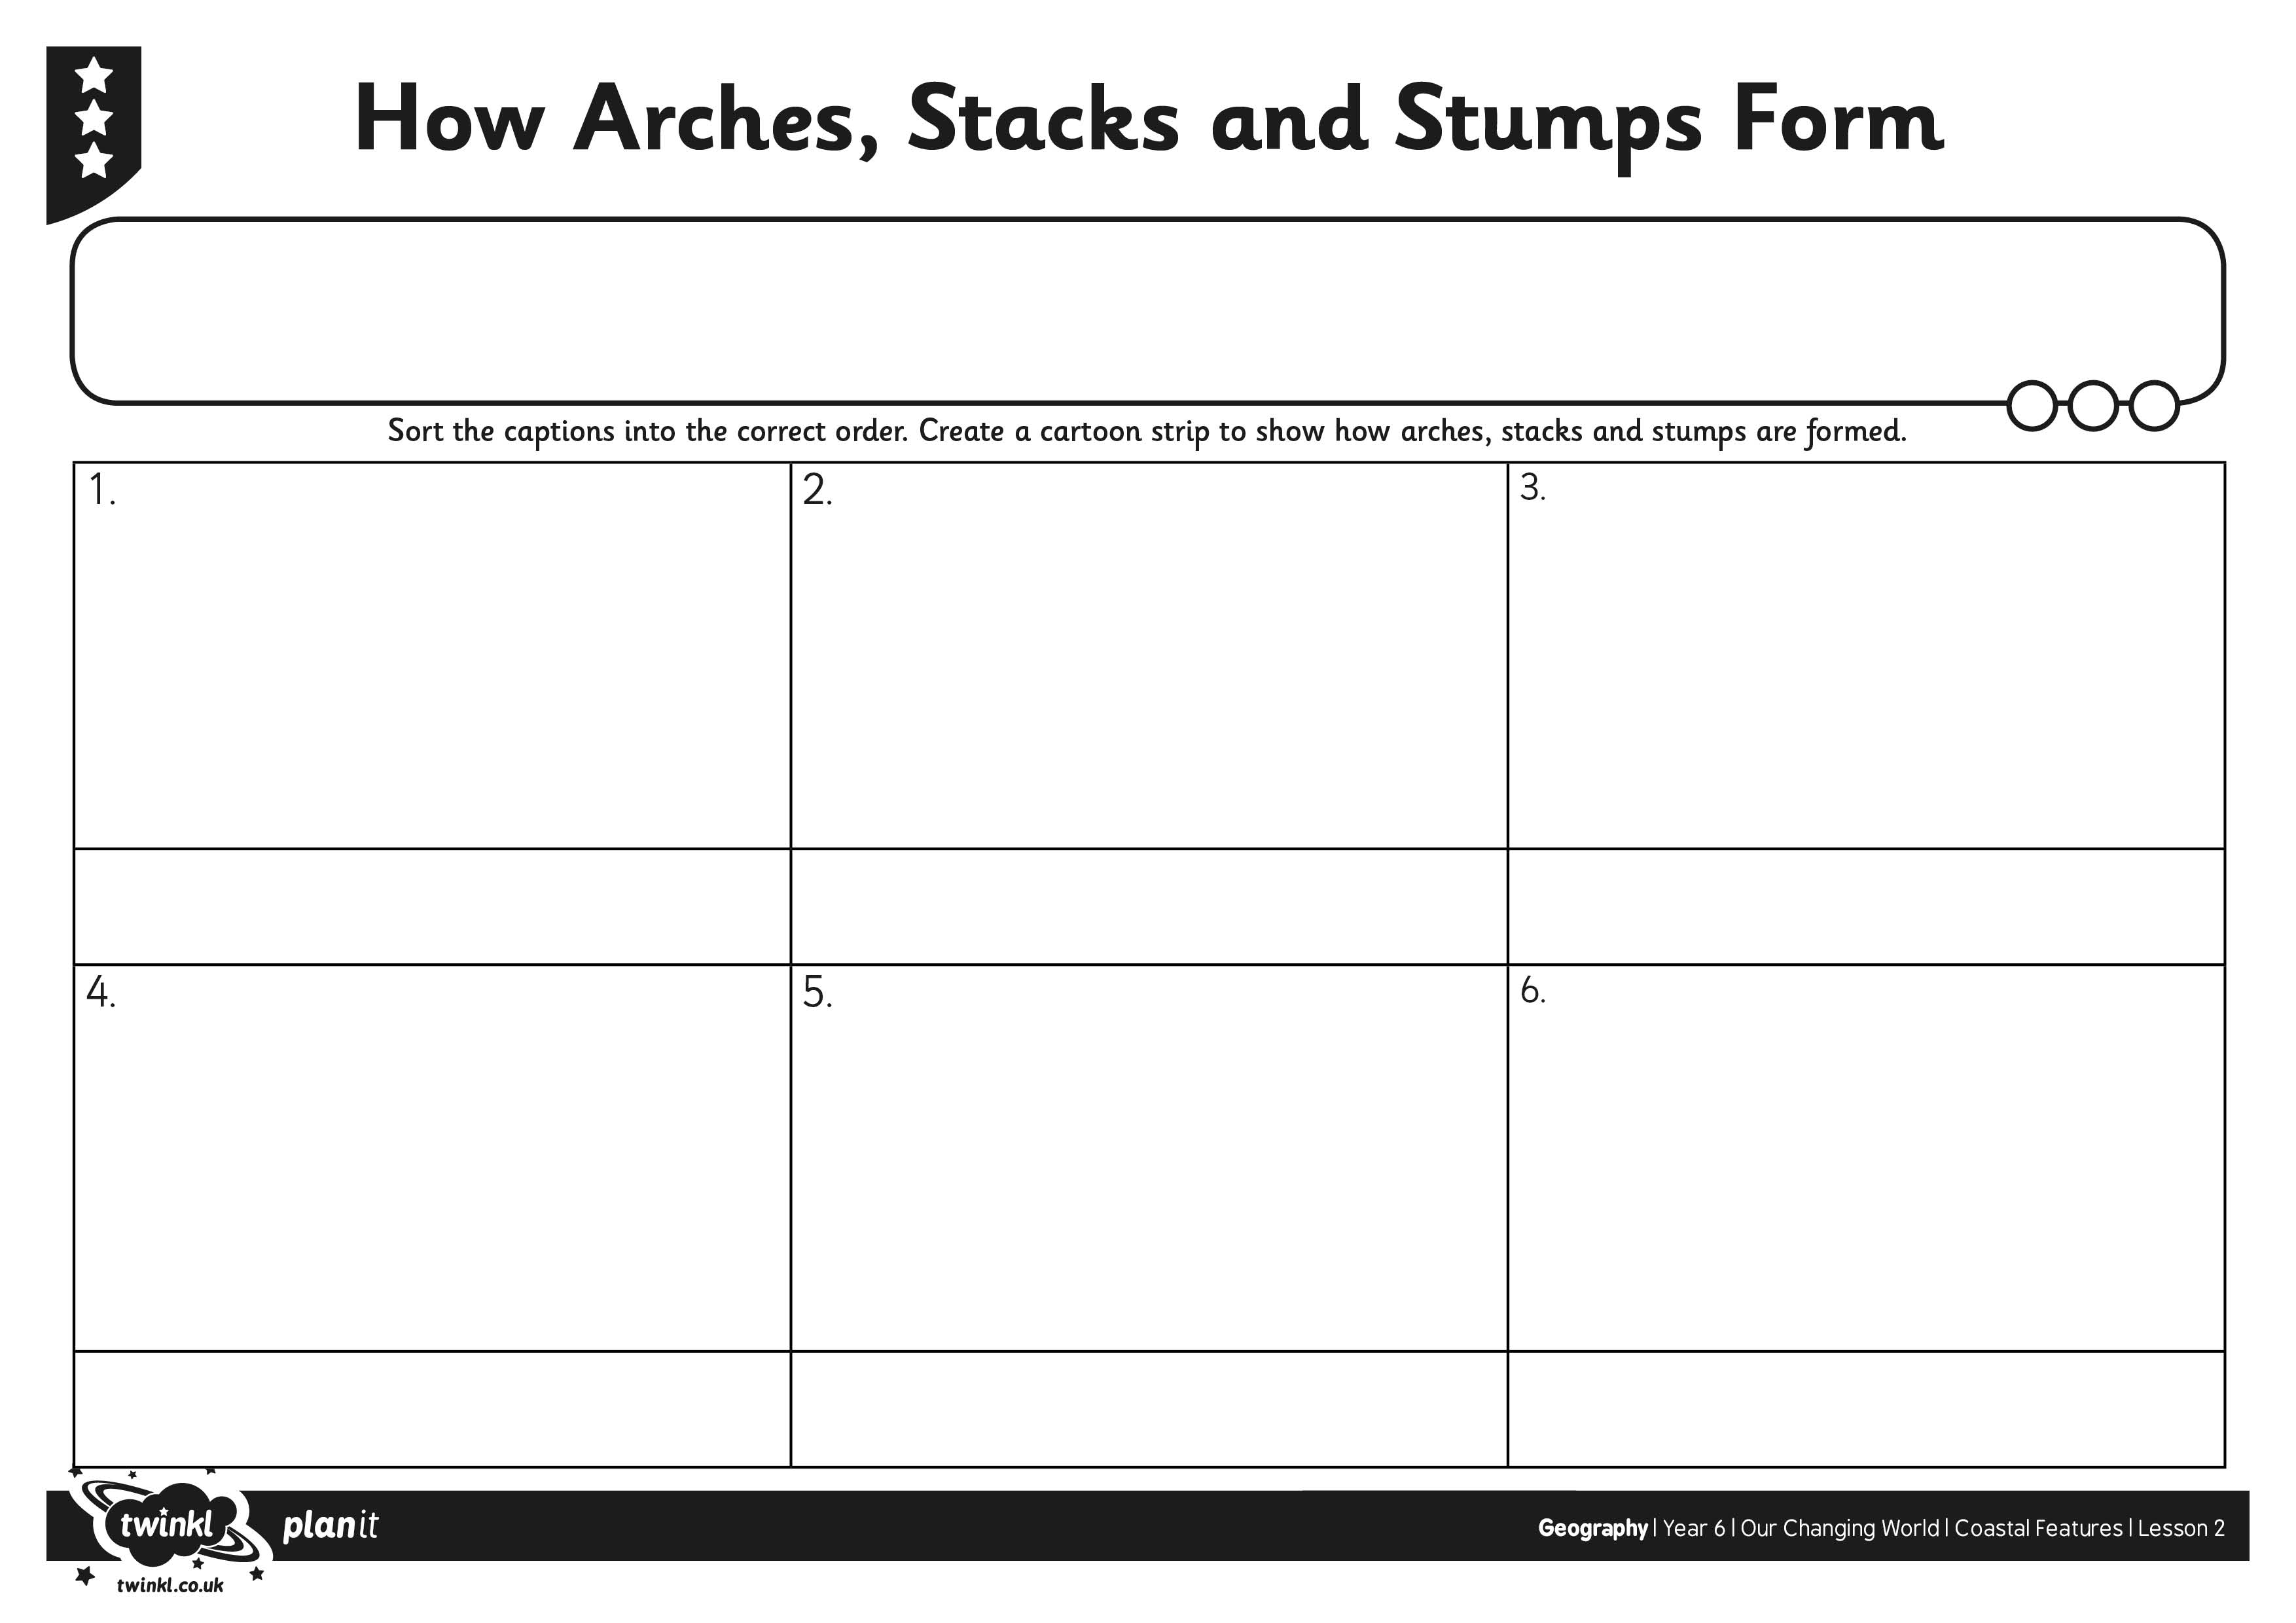 How Arches, Stacks and Stumps Form
Sort the captions into the correct order. Create a cartoon strip to show how arches, stacks and stumps are formed.
1.
2.
3.
4.
5.
6.
twinkl
planit
Geography | Year 6 | Our Changing World | Coastal Features | Lesson 2
twinkl.co.uk